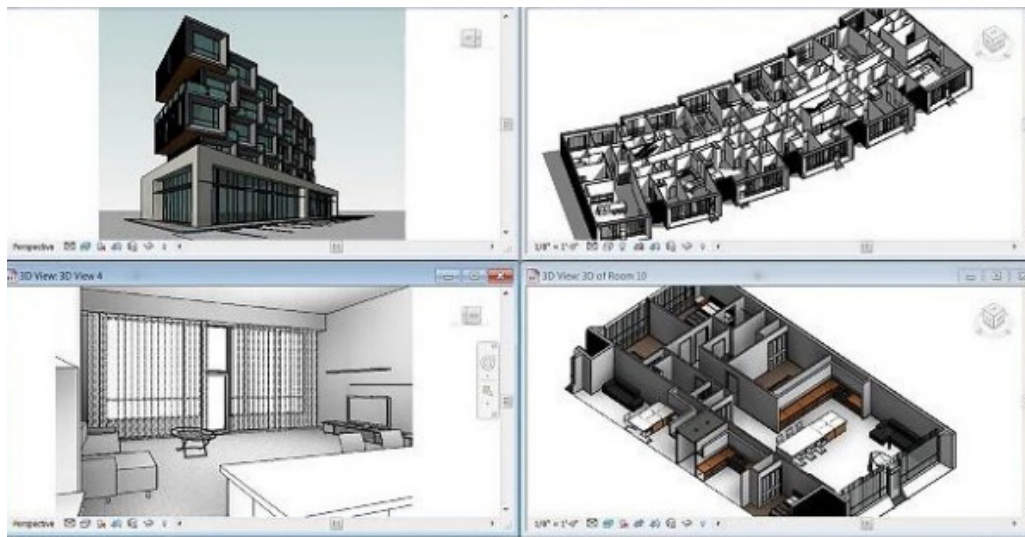 Perspective
1/8" = 1'-0"
3D View: 3D View 4
3D View: 3D of Room 10
Perspective
1/8" = 1'-0"